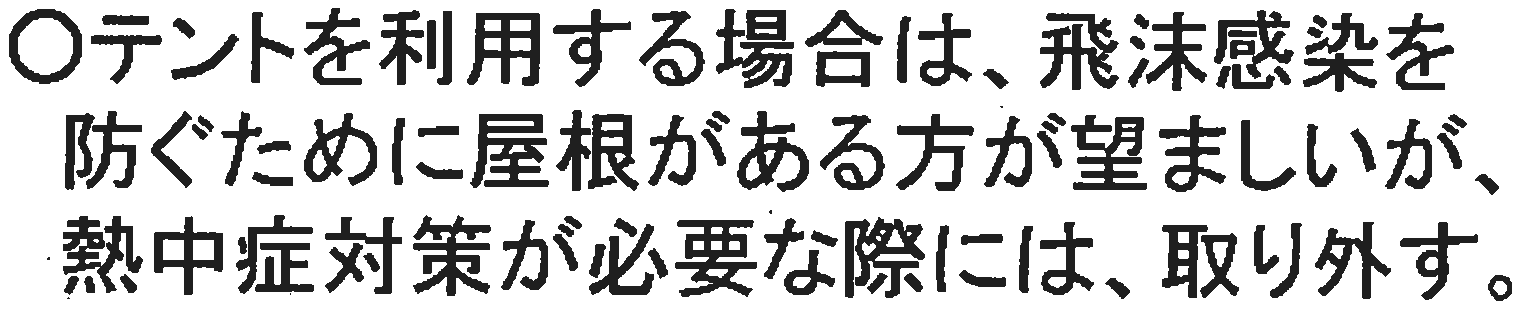 ○テントを利用する場合は、飛沫感染を
防ぐために屋根がある方が望ましいが、
熱中症対策が必要な際には、取り外す。